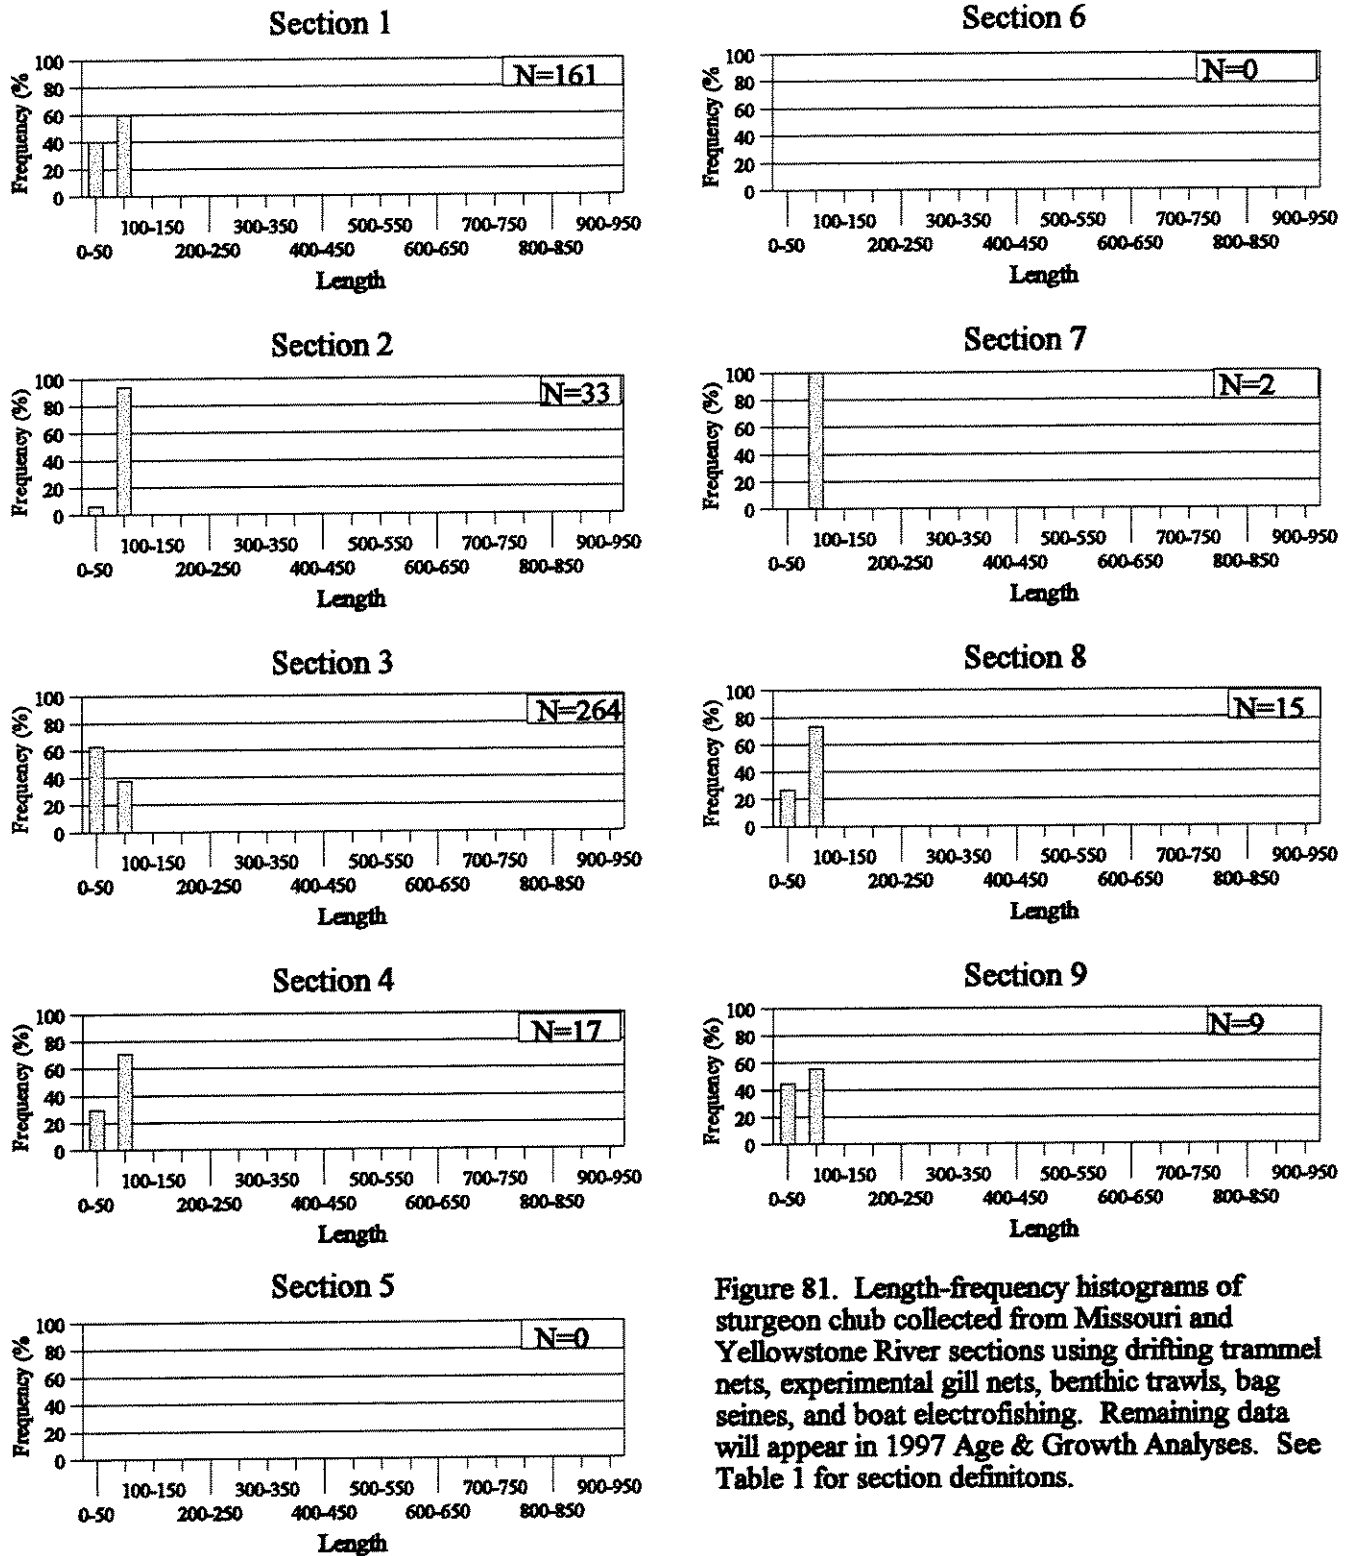 Section 1
Frequency (%
100
80
60
40
20
0
N=161
100-150 300-350 500-550 700-750 900-950
0-50 200-250 400-450 600-650 800-850
Length
Section 2
Frequency (%)
100
80
60
40
20
0
N=33
100-150 300-350 500-550 700-750 900-950
0-50 200-250 400-450 600-650 800-850
Length
Section 3
Frequency (%)
100
80
60
40
20
0
N=264
100-150 300-350 500-550 700-750 900-950
0-50 200-250 400-450 600-650 800-850
Length
Section 4
Frequency (%)
100
80
60
40
20
0
N=17
100-150 300-350 500-550 700-750 900-950
0-50 200-250 400-450 600-650 800-850
Length
Section 5
Frequency (%
100
80
60
40
20
0
N=0
100-150 300-350 500-550 700-750 900-950
0-50 200-250 400-450 600-650 800-850
Length
Section 6
Frequency (%
100
80
60
40
20
0
N=0
100-150 300-350 500-550 700-750 900-950
0-50 200-250 400-450 600-650 800-850
Length
Section 7
Frequency (%)
100
80
60
40
20
0
N=2
100-150 300-350 500-550 700-750 900-950
0-50 200-250 400-450 600-650 800-850
Length
Section 8
Frequency (%)
100
80
60
40
20
0
N=15
100-150 300-350 500-550 700-750 900-950
0-50 200-250 400-450 600-650 800-850
Length
Section 9
Frequency (%)
100
80
60
40
20
0
N=9
100-150 300-350 500-550 700-750 900-950
0-50 200-250 400-450 600-650 800-850
Length
Figure 81. Length-frequency histograms of
sturgeon chub collected from Missouri and
Yellowstone River sections using drifting trammel
nets, experimental gill nets, benthic trawls, bag
seines, and boat electrofishing. Remaining data
will appear in 1997 Age & Growth Analyses. See
Table 1 for section definitons.